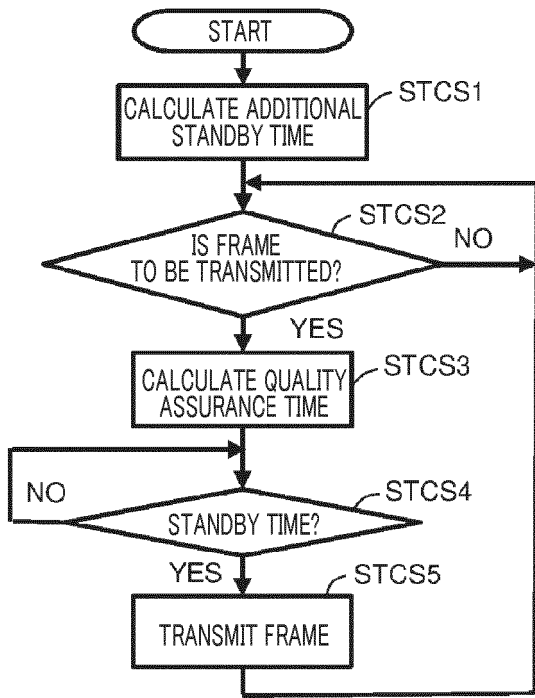 START
CALCULATE ADDITIONAL
STANDBY TIME
STCS1
STCS2
IS FRAME
TO BE TRANSMITTED?
NO
YES
CALCULATE QUALITY
ASSURANCE TIME
STCS3
NO
STCS4
STANDBY TIME?
YES
STCS5
TRANSMIT FRAME